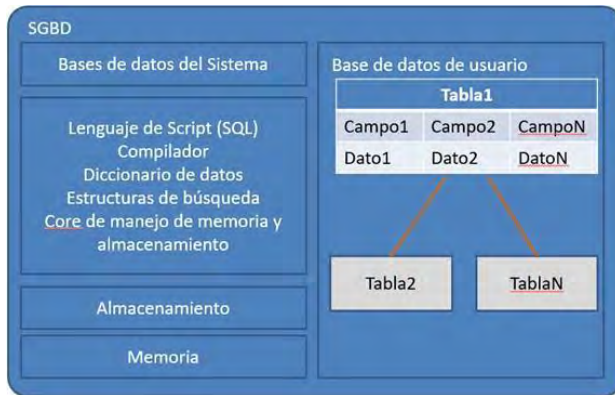 SGBD
Bases de datos del Sistema
Lenguaje de Script (SQL)
Compilador
Diccionario de datos
Estructuras de búsqueda
Core de manejo de memoria y
almacenamiento
Almacenamiento
Memoria
Base de datos de usuario
Tabla1
Campo1 Campo2 CampoN
Dato1 Dato2 DatoN
Tabla2 TablaN